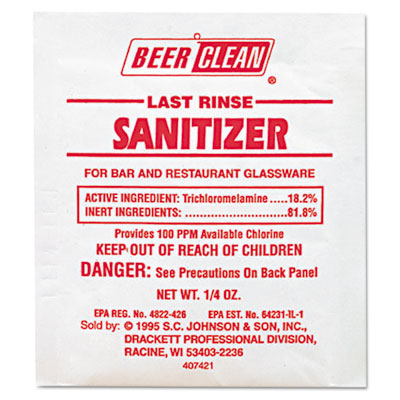 BEER CLEAN ®
LAST RINSE
SANITIZER
FOR BAR AND RESTAURANT GLASSWARE
ACTIVE INGREDIENT: Trichloromelamine.....18.2%
INERT INGREDIENTS: ..............................81.8%
Provides 100 PPM Available Chlorine
KEEP OUT OF REACH OF CHILDREN
DANGER: See Precautions On Back Panel
NET WT. 1/4 OZ.
EPA REG. No. 4822-426 EPA EST. No. 64231-IL-1
Sold by: © 1995 S.C. JOHNSON & SON, INC.,
DRACKETT PROFESSIONAL DIVISION,
RACINE, WI 53403-2236
407421